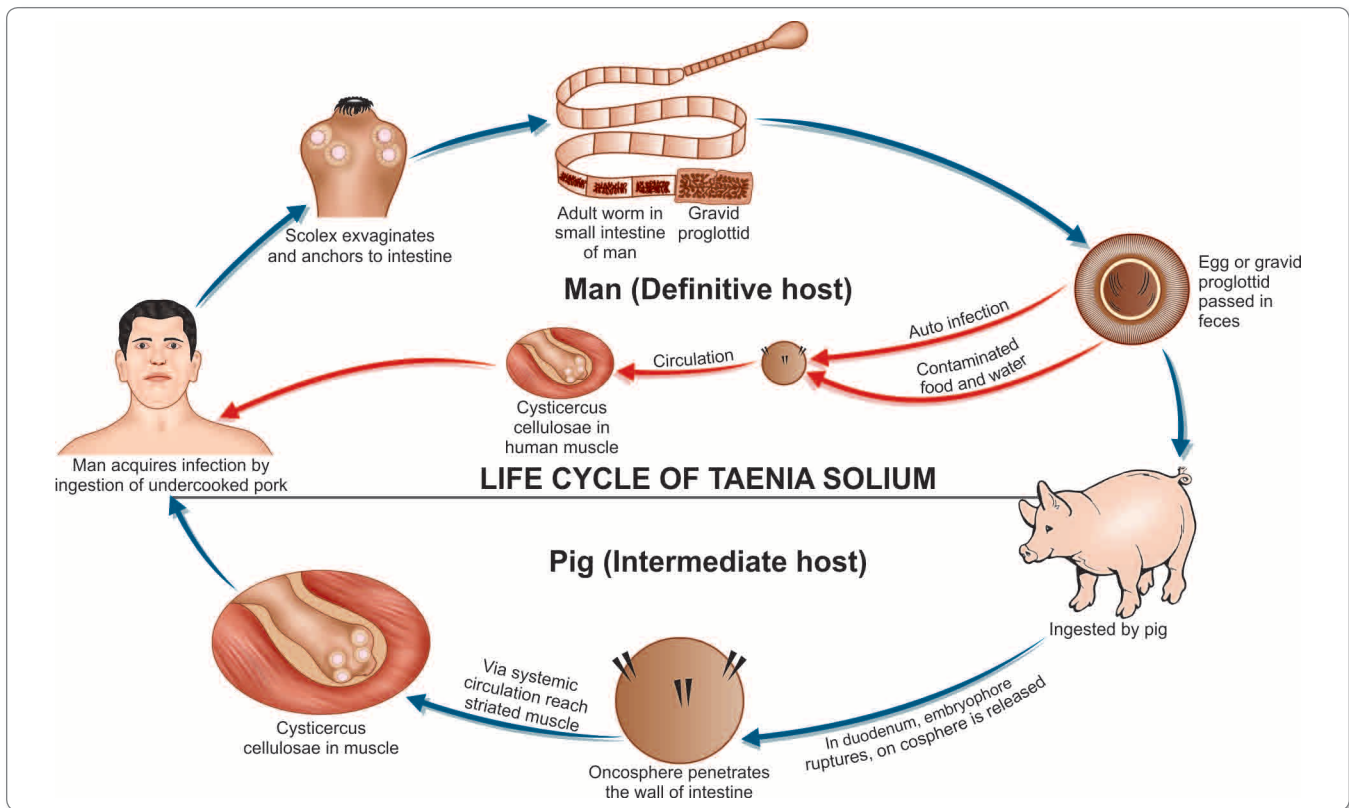 Scolex exvaginates
and anchors to intestine
Adult worm in
small intestine
of man
Gravid
proglottid
Egg or gravid
proglottid
passed in
feces
Man (Definitive host)
Auto infection
Contaminated
food and water
Circulation
Cysticercus
cellulosae in
human muscle
Man acquires infection by
ingestion of undercooked pork
LIFE CYCLE OF TAENIA SOLIUM
Pig (Intermediate host)
Ingested by pig
In duodenum, embryophore
ruptures, on cosphere is released
Oncosphere penetrates
the wall of intestine
Via systemic
circulation reach
striated muscle
Cysticercus
cellulosae in muscle